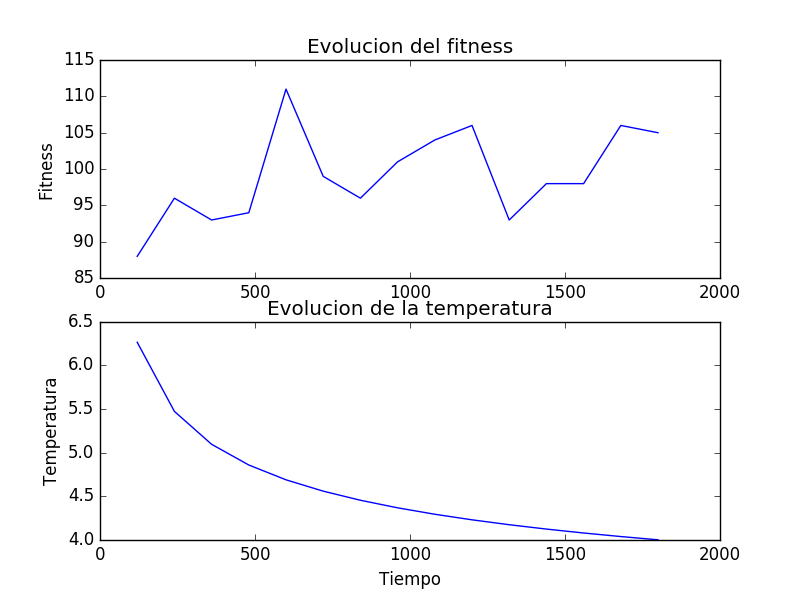 Evolucion del fitness
115
110
105
100
95
90
85
Fitness
0 500 1000 1500 2000
Evolucion de la temperatura
6.5
6.0
5.5
5.0
4.5
4.0
Temperatura
0 500 1000 1500 2000
Tiempo